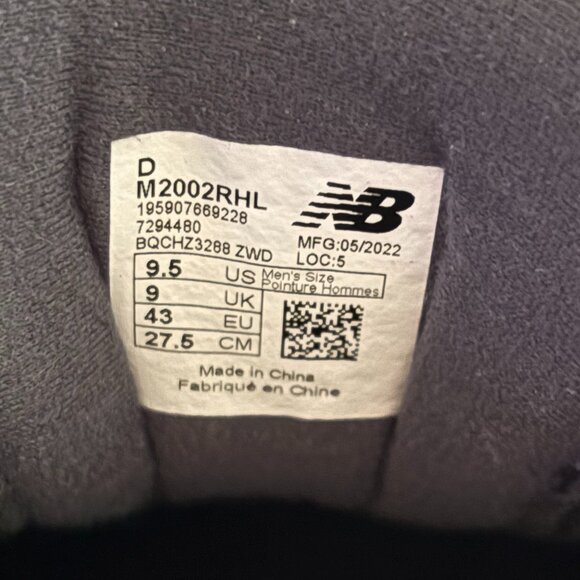 D
M2002RHL
195907669228
7294480
BQCHZ3288 ZWD
NB
MFG:05/2022
LOC:5
9.5 US Men's Size
Pointure Hommes
9 UK
43 EU
27.5 CM
Made in China
Fabriqué en Chine